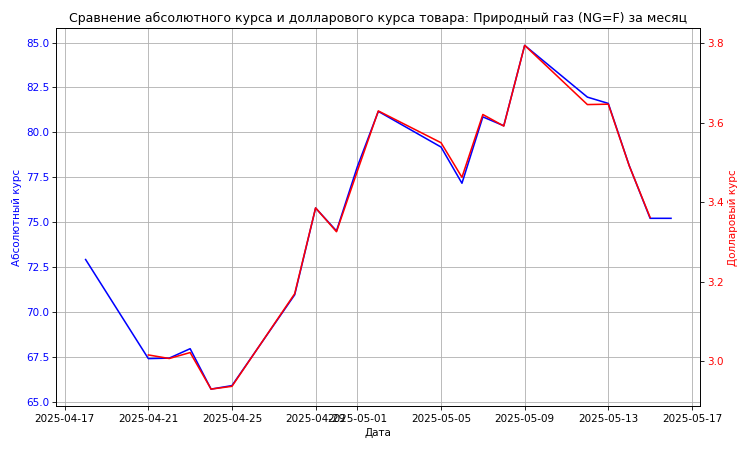 Сравнение абсолютного курса и долларового курса товара: Природный газ (NG=F) за месяц
85.0
82.5
80.0
77.5
75.0
72.5
70.0
67.5
65.0
Абсолютный курс
3.8
3.6
3.4
3.2
3.0
Долларовый курс
2025-04-17 2025-04-21 2025-04-25 2025-04-29 2025-05-01 2025-05-05 2025-05-09 2025-05-13 2025-05-17
Дата